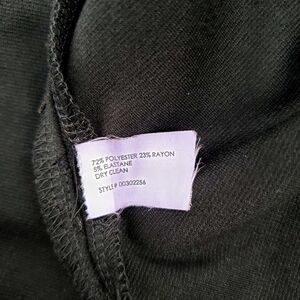 72% POLYESTER 23% RAYON
5% ELASTANE
DRY CLEAN
STYLE# 00302256